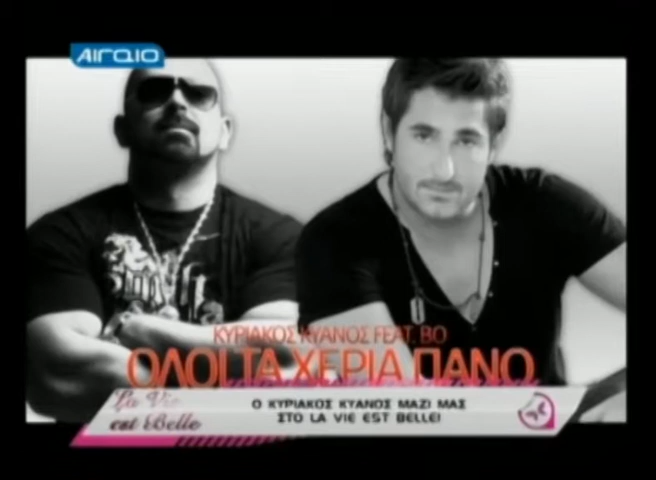 ΑΙΓΑΙΟ
ΚΥΡΙΑΚΟΣ ΚΥΑΝΟΣ FEAT. BO
ΟΛΟΙ ΤΑ ΧΕΡΙΑ ΠΑΝΩ
La Vie
est Belle
Ο ΚΥΡΙΑΚΟΣ ΚΥΑΝΟΣ ΜΑΖΙ ΜΑΣ
ΣΤΟ LA VIE EST BELLE!